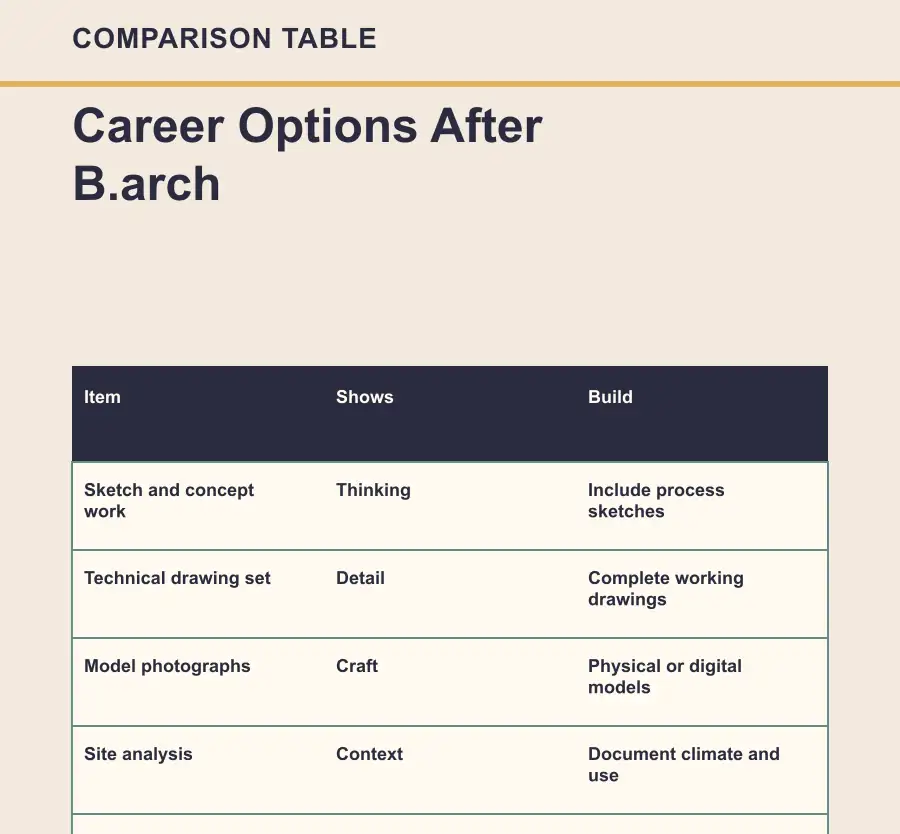 COMPARISON TABLE
Career Options After
B.arch
Item Shows Build
Sketch and concept Thinking Include process
work sketches
Technical drawing set Detail Complete working
drawings
Model photographs Craft Physical or digital
models
Site analysis Context Document climate and
use